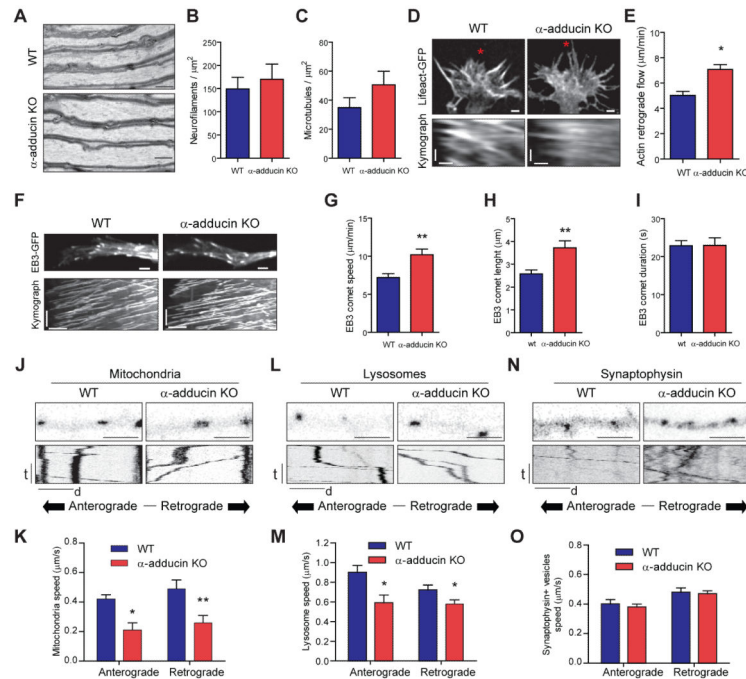 A
WT
α-adducin KO
B
Neurofilaments / μm²
250
200
150
100
50
0
WT α-adducin KO
C
Microtubules / μm²
80
60
40
20
0
WT α-adducin KO
D
WT α-adducin KO
Lifeact-GFP
*
*
Kymograph
E
Actin retrograde flow (μm/min)
10
8
6
4
2
0
*
WT α-adducin KO
F
WT α-adducin KO
EB3-GFP
Kymograph
G
EB3 comet speed (μm/min)
15
10
5
0
**
WT α-adducin KO
H
EB3 comet lenght (μm)
5
4
3
2
1
0
**
wt α-adducin KO
I
EB3 comet duration (s)
40
30
20
10
0
wt α-adducin KO
J
Mitochondria
WT α-adducin KO
t
d
Anterograde — Retrograde
L
Lysosomes
WT α-adducin KO
t
d
Anterograde — Retrograde
N
Synaptophysin
WT α-adducin KO
t
d
Anterograde — Retrograde
K
Mitochondria speed (μm/s)
WT
α-adducin KO
0.8
0.6
0.4
0.2
0.0
*
**
Anterograde Retrograde
M
Lysosome speed (μm/s)
WT
α-adducin KO
1.2
1.0
0.8
0.6
0.4
0.2
0.0
*
*
Anterograde Retrograde
O
Synaptophysin+ vesicles
speed (μm/s)
WT
α-adducin KO
0.8
0.6
0.4
0.2
0.0
Anterograde Retrograde